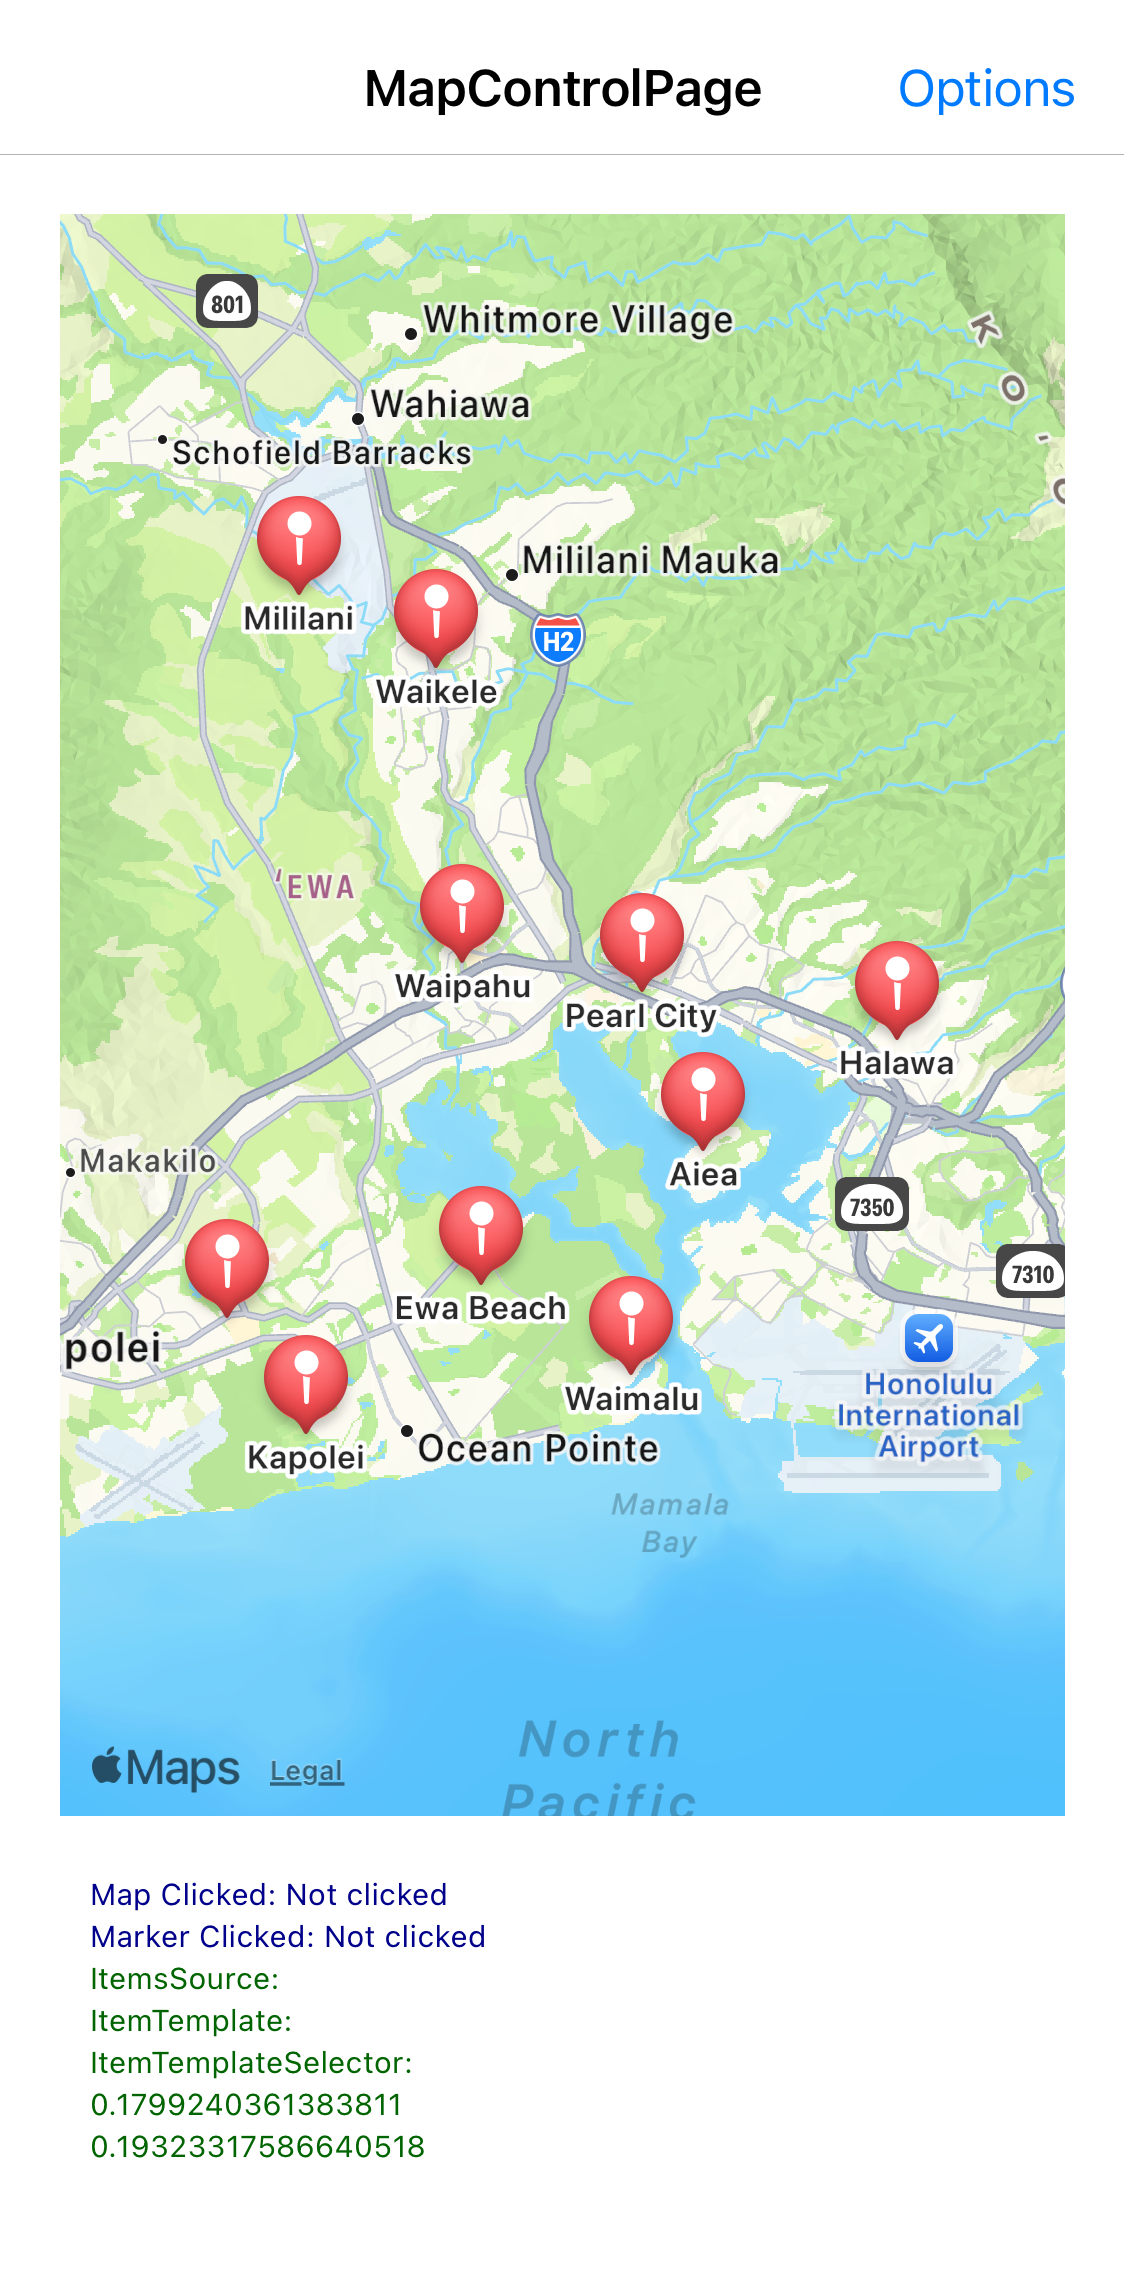 MapControlPage
Options
801
Whitmore Village
K
O
Wahiawa
Schofield Barracks
Mililani Mauka
Mililani
H2
Waikele
ʻEWA
Waipahu
Pearl City
Halawa
Makakilo
Aiea
7350
7310
Ewa Beach
polei
Waimalu
Honolulu
International
Airport
Kapolei
Ocean Pointe
Mamala
Bay
North
Pacific
Maps
Legal
Map Clicked: Not clicked
Marker Clicked: Not clicked
ItemsSource:
ItemTemplate:
ItemTemplateSelector:
0.1799240361383811
0.19323317586640518